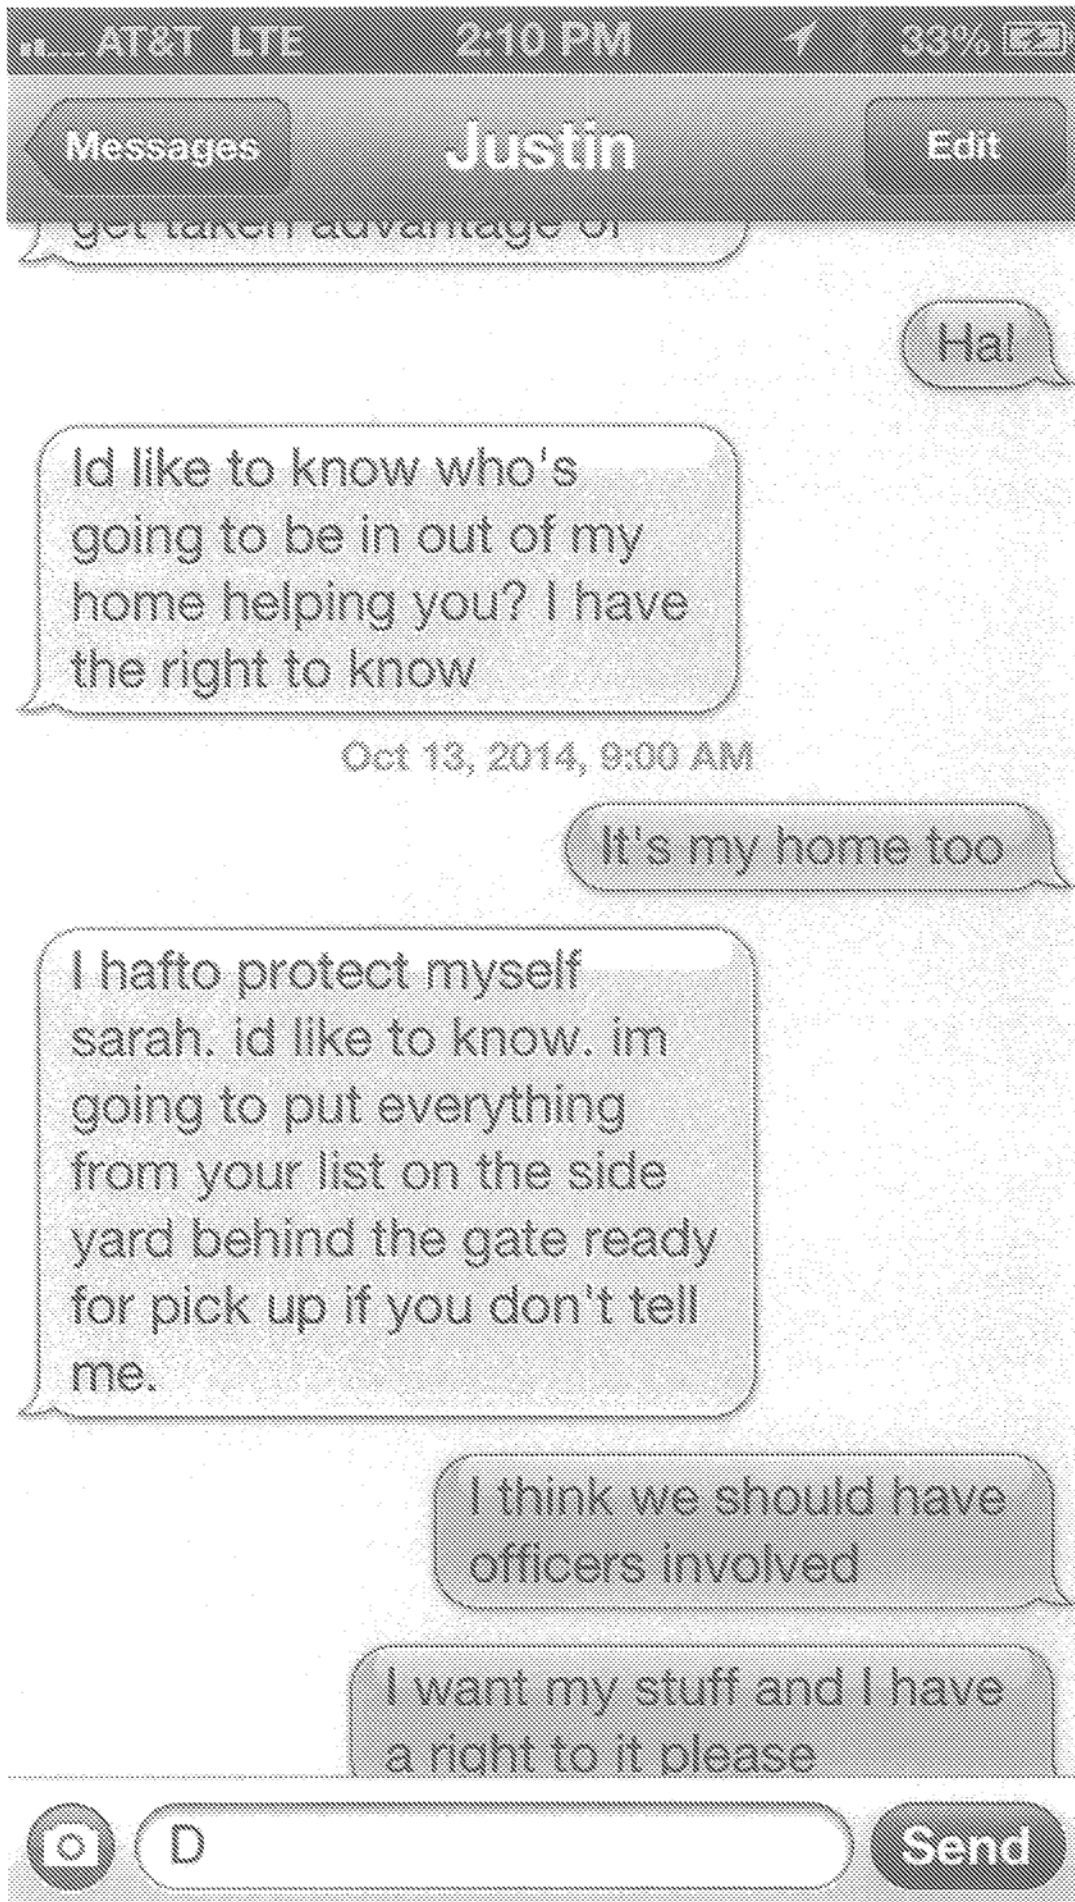 AT&T LTE 2:10 PM 33%
Messages Justin Edit
get taken advantage of
Ha!
Id like to know who's
going to be in out of my
home helping you? I have
the right to know
Oct 13, 2014, 9:00 AM
It's my home too
I hafto protect myself
sarah. id like to know. im
going to put everything
from your list on the side
yard behind the gate ready
for pick up if you don't tell
me.
I think we should have
officers involved
I want my stuff and I have
a right to it please
D Send